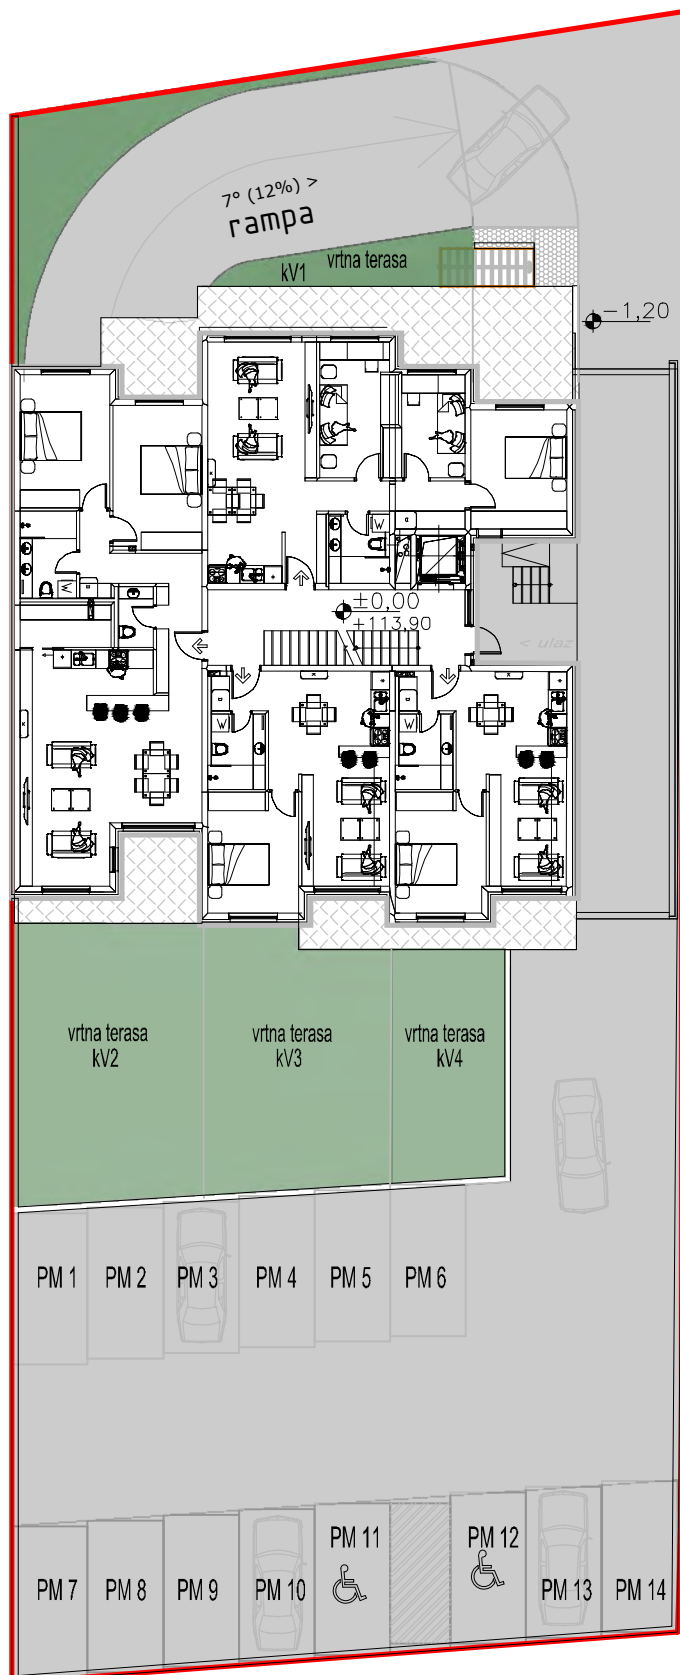 7° (12%) >
rampa
vrtna terasa
kV1
−1,20
±0,00
+113,90
< ulaz
W
W
W
W
vrtna terasa
kV2
vrtna terasa
kV3
vrtna terasa
kV4
PM 1
PM 2
PM 3
PM 4
PM 5
PM 6
PM 11
PM 12
PM 7
PM 8
PM 9
PM 10
PM 13
PM 14